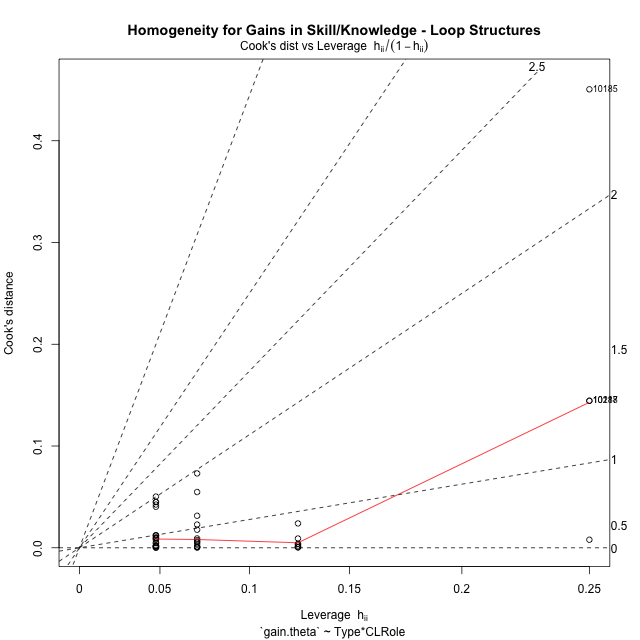 Homogeneity for Gains in Skill/Knowledge - Loop Structures
Cook's dist vs Leverage hii/(1 − hii)
2.5
10185
2
1.5
1
0.5
0
0.4
0.3
0.2
0.1
0.0
Cook's distance
0 0.05 0.1 0.15 0.2 0.25
Leverage hii
`gain.theta` ~ Type*CLRole